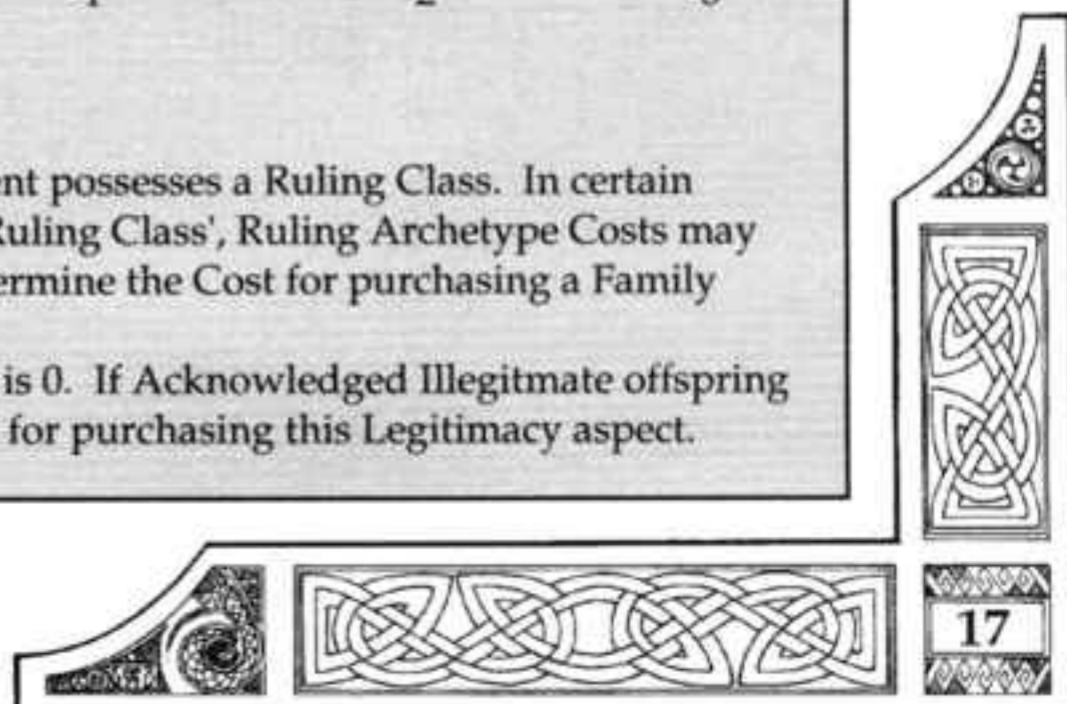 ent possesses a Ruling Class. In certain
Ruling Class', Ruling Archetype Costs may
ermine the Cost for purchasing a Family
is 0. If Acknowledged Illegitmate offspring
for purchasing this Legitimacy aspect.
17